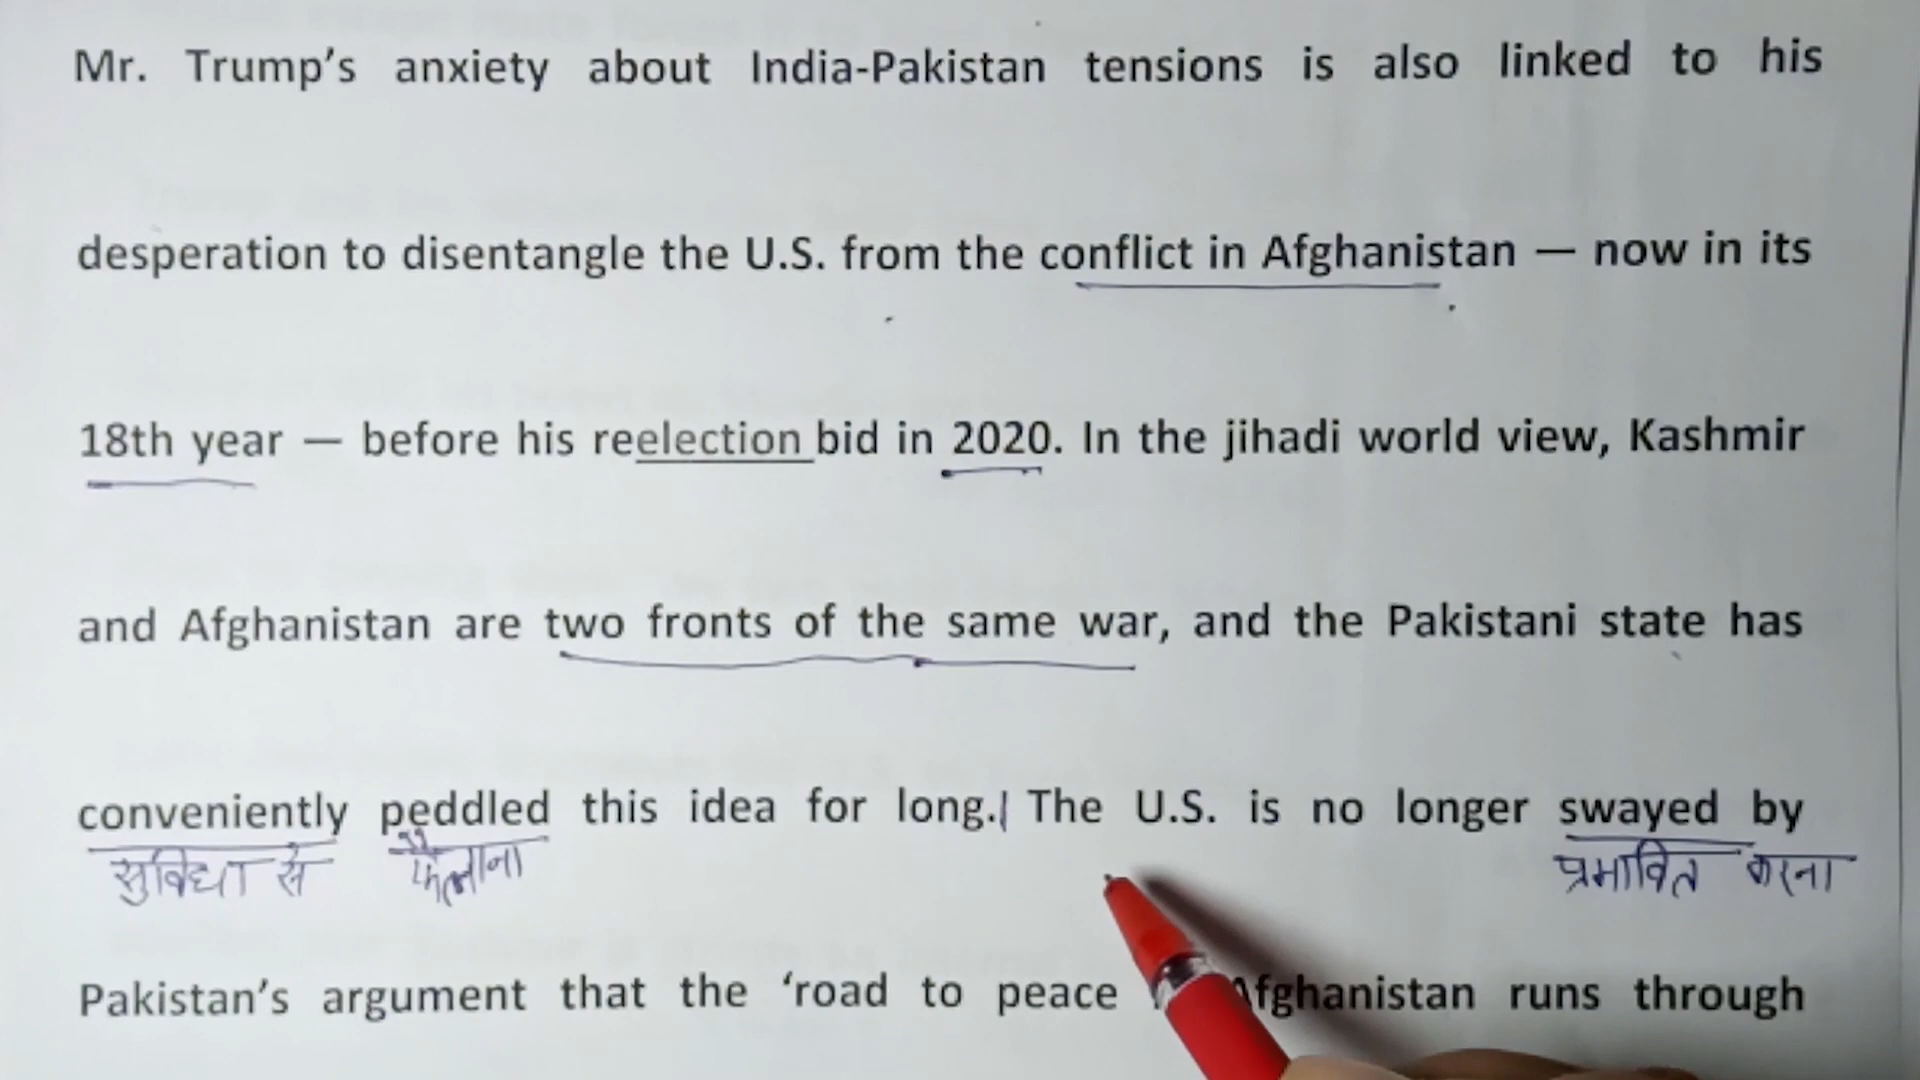 Mr. Trump's anxiety about India-Pakistan tensions is also linked to his
desperation to disentangle the U.S. from the conflict in Afghanistan — now in its
18th year — before his reelection bid in 2020. In the jihadi world view, Kashmir
and Afghanistan are two fronts of the same war, and the Pakistani state has
conveniently peddled this idea for long. The U.S. is no longer swayed by
सुविधा से फैलाना प्रभावित करना
Pakistan's argument that the ‘road to peace Afghanistan runs through